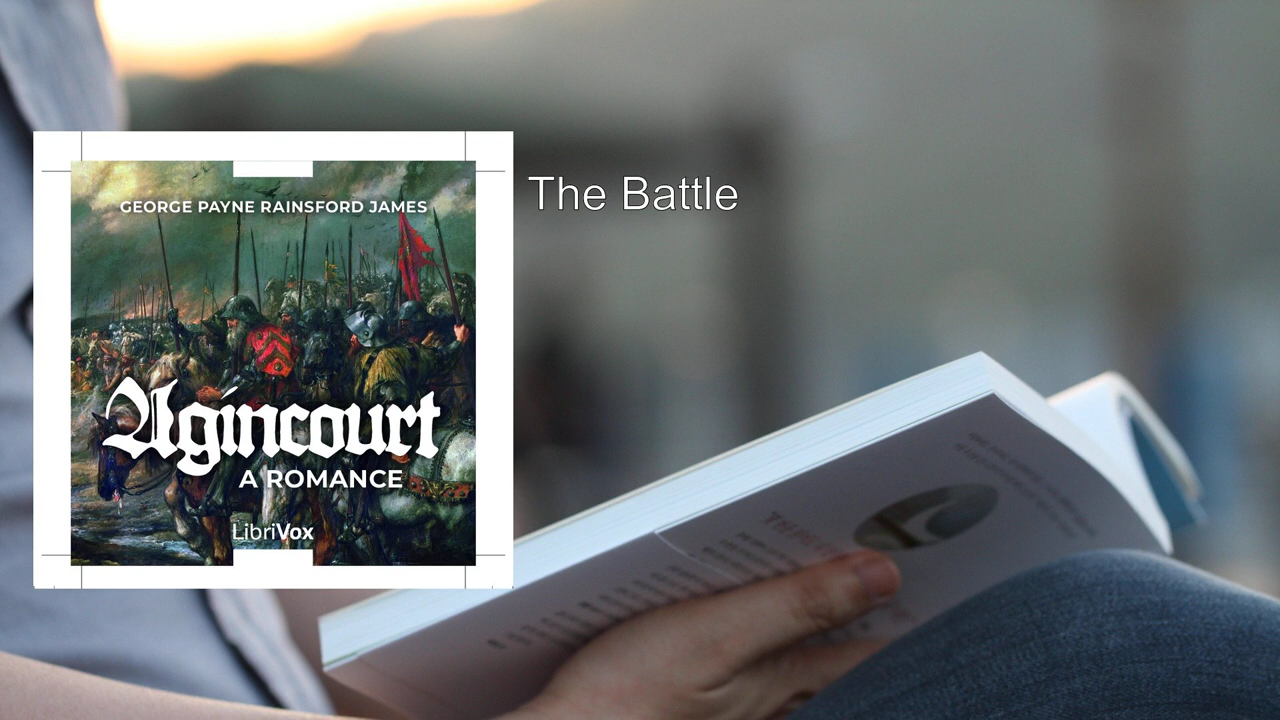 GEORGE PAYNE RAINSFORD JAMES
The Battle
Agincourt
A ROMANCE
LibriVox